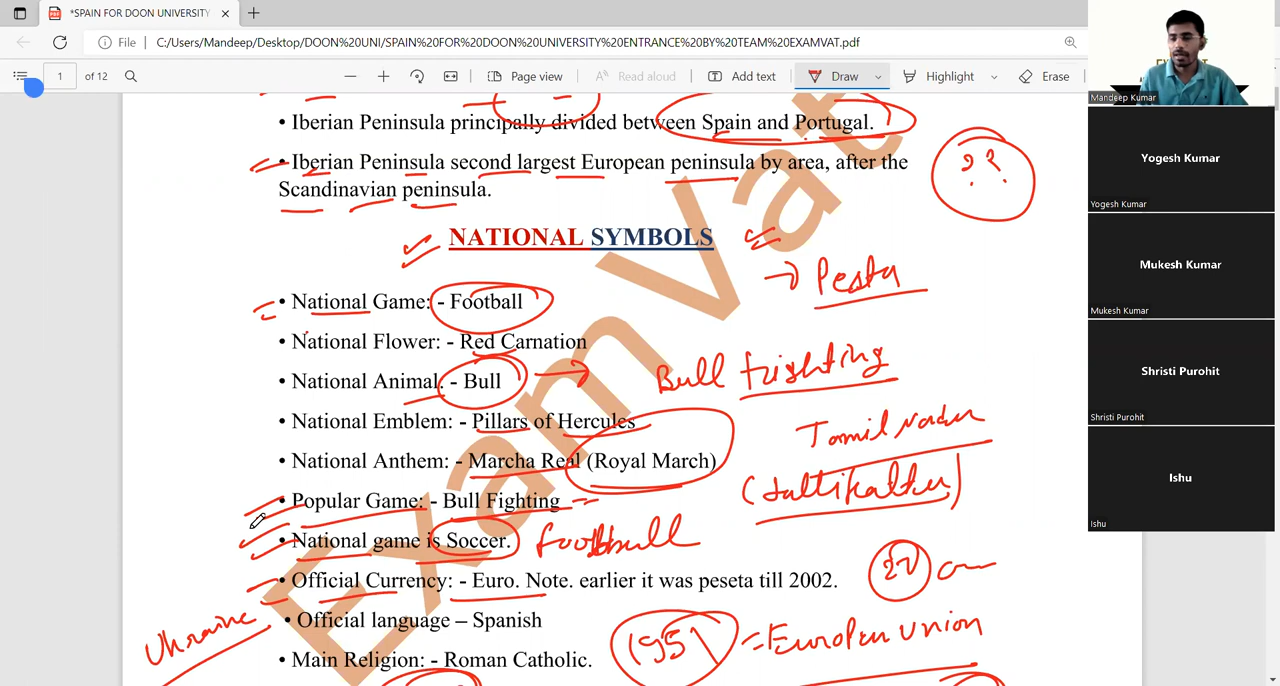 *SPAIN FOR DOON UNIVERSITY
File C:/Users/Mandeep/Desktop/DOON%20UNI/SPAIN%20FOR%20DOON%20UNIVERSITY%20ENTRANCE%20BY%20TEAM%20EXAMVAT.pdf
1 of 12 Page view Read aloud Add text Draw Highlight Erase
• Iberian Peninsula principally divided between Spain and Portugal.
• Iberian Peninsula second largest European peninsula by area, after the
Scandinavian peninsula.
??
NATIONAL SYMBOLS
Peseta
• National Game: - Football
• National Flower: - Red Carnation
• National Animal. - Bull
Bull
• National Emblem: - Pillars of Hercules
Tamil Nadu
• National Anthem: - Marcha Real (Royal March)
• Popular Game: - Bull Fighting
• National game is Soccer. football
• Official Currency: - Euro. Note. earlier it was peseta till 2002.
• Official language – Spanish
Ukraine
1951 = European union
• Main Religion: - Roman Catholic.
ExamVat
Mandeep Kumar
Yogesh Kumar
Yogesh Kumar
Mukesh Kumar
Mukesh Kumar
Shristi Purohit
Shristi Purohit
Ishu
Ishu